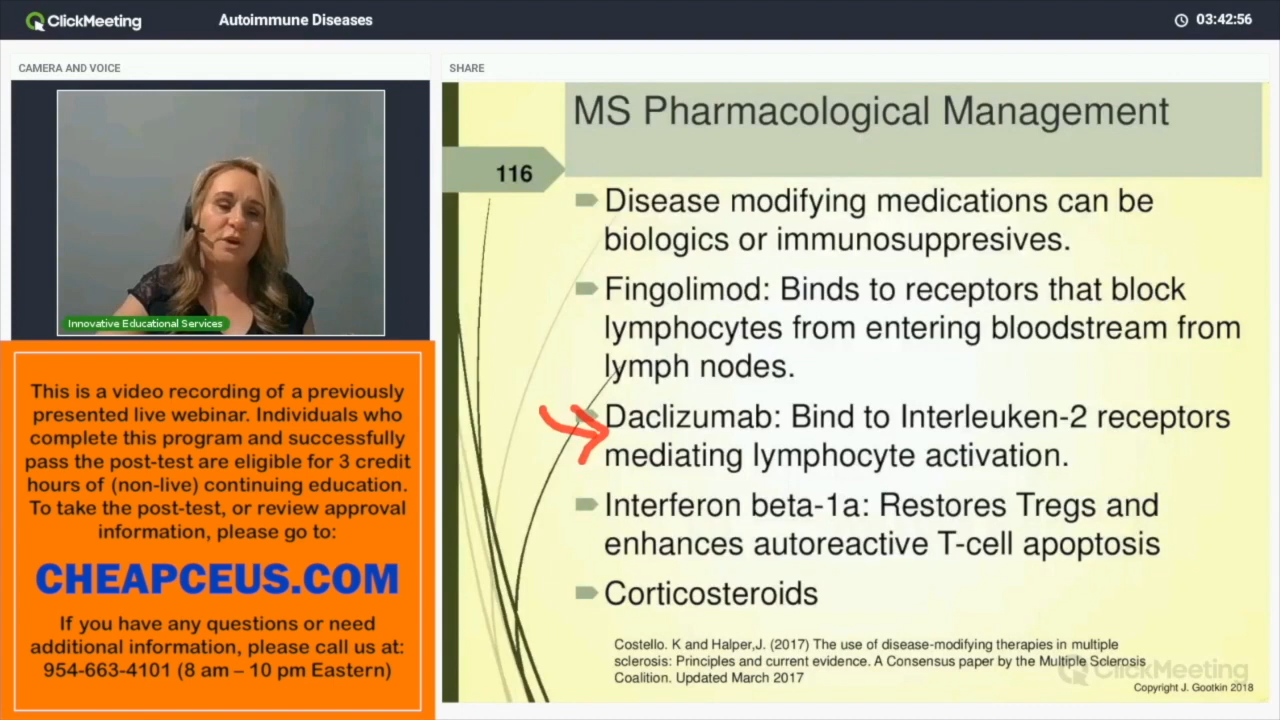 ClickMeeting
Autoimmune Diseases
03:42:56
CAMERA AND VOICE
SHARE
Innovative Educational Services
This is a video recording of a previously
presented live webinar. Individuals who
complete this program and successfully
pass the post-test are eligible for 3 credit
hours of (non-live) continuing education.
To take the post-test, or review approval
information, please go to:
CHEAPCEUS.COM
If you have any questions or need
additional information, please call us at:
954-663-4101 (8 am – 10 pm Eastern)
MS Pharmacological Management
116
Disease modifying medications can be
biologics or immunosuppresives.
Fingolimod: Binds to receptors that block
lymphocytes from entering bloodstream from
lymph nodes.
Daclizumab: Bind to Interleuken-2 receptors
mediating lymphocyte activation.
Interferon beta-1a: Restores Tregs and
enhances autoreactive T-cell apoptosis
Corticosteroids
Costello. K and Halper,J. (2017) The use of disease-modifying therapies in multiple
sclerosis: Principles and current evidence. A Consensus paper by the Multiple Sclerosis
Coalition. Updated March 2017
ClickMeeting
Copyright J. Gootkin 2018